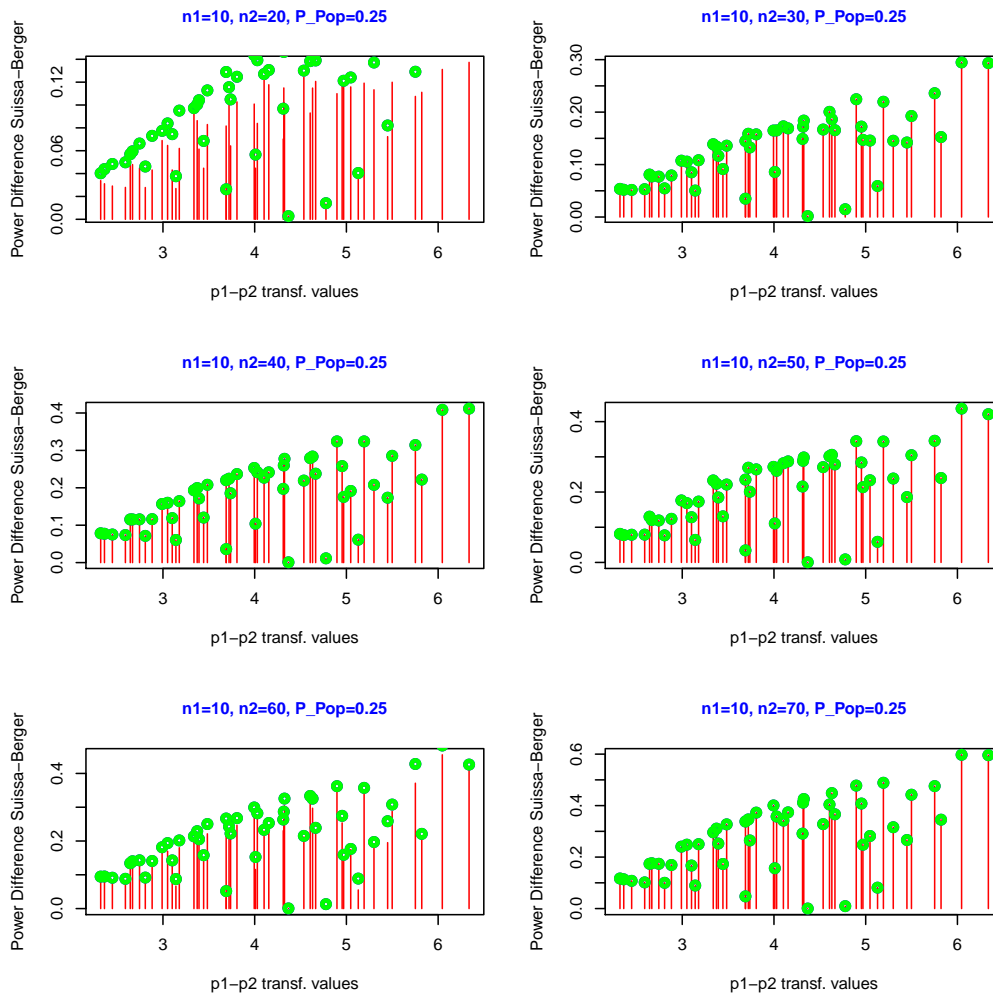 n1=10, n2=20, P_Pop=0.25
Power Difference Suissa−Berger
0.00
0.06
0.12
3
4
5
6
p1−p2 transf. values
n1=10, n2=30, P_Pop=0.25
Power Difference Suissa−Berger
0.00
0.10
0.20
0.30
3
4
5
6
p1−p2 transf. values
n1=10, n2=40, P_Pop=0.25
Power Difference Suissa−Berger
0.0
0.1
0.2
0.3
0.4
3
4
5
6
p1−p2 transf. values
n1=10, n2=50, P_Pop=0.25
Power Difference Suissa−Berger
0.0
0.2
0.4
3
4
5
6
p1−p2 transf. values
n1=10, n2=60, P_Pop=0.25
Power Difference Suissa−Berger
0.0
0.2
0.4
3
4
5
6
p1−p2 transf. values
n1=10, n2=70, P_Pop=0.25
Power Difference Suissa−Berger
0.0
0.2
0.4
0.6
3
4
5
6
p1−p2 transf. values